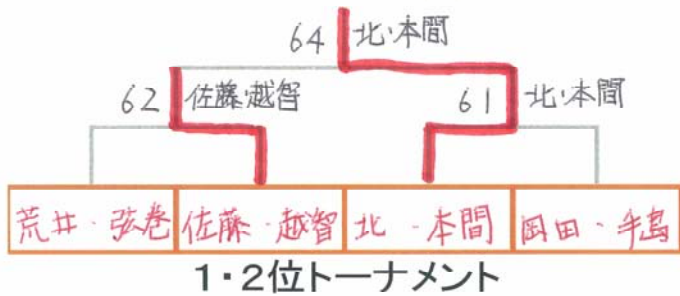 64 北・本間
62 佐藤・越智 61 北・本間
荒井・弦巻 佐藤・越智 北・本間 岡田・手島
1・2位トーナメント